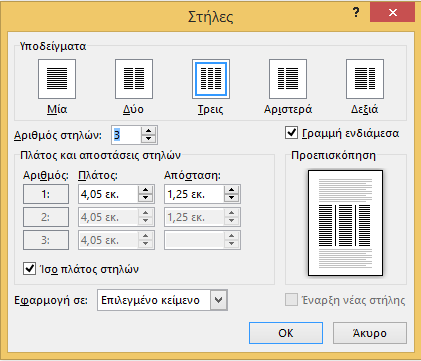 Στήλες
? ×
Υποδείγματα
Μία Δύο Τρεις Αριστερά Δεξιά
Αριθμός στηλών: 3 Γραμμή ενδιάμεσα
Πλάτος και αποστάσεις στηλών Προεπισκόπηση
Αριθμός: Πλάτος: Απόσταση:
1: 4,05 εκ. 1,25 εκ.
2: 4,05 εκ. 1,25 εκ.
3: 4,05 εκ.
Ίσο πλάτος στηλών
Εφαρμογή σε: Επιλεγμένο κείμενο Έναρξη νέας στήλης
OK Άκυρο